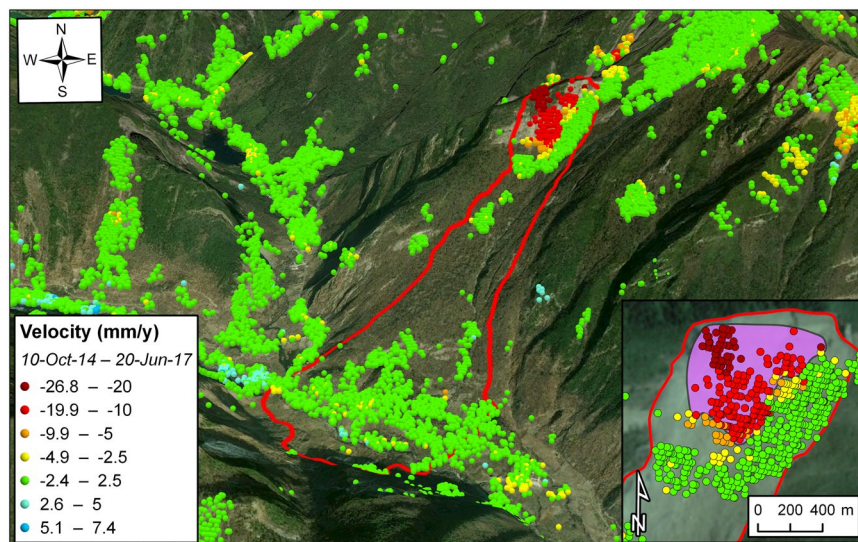 N
W E
S
Velocity (mm/y)
10-Oct-14 – 20-Jun-17
-26.8 – -20
-19.9 – -10
-9.9 – -5
-4.9 – -2.5
-2.4 – 2.5
2.6 – 5
5.1 – 7.4
N
0 200 400 m